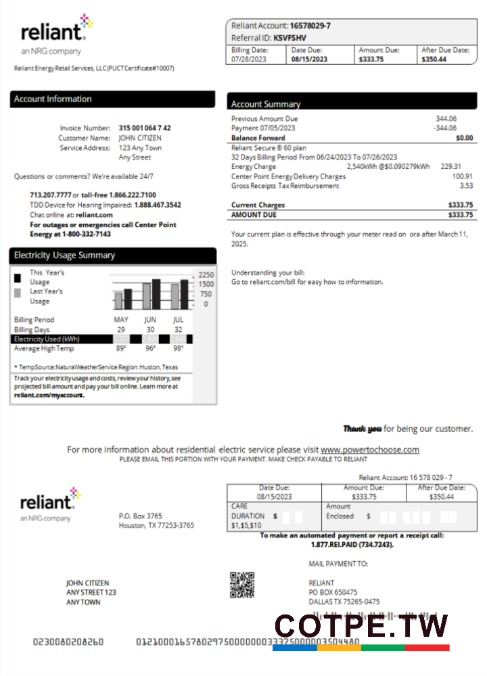 reliant
an NRG company
Reliant Energy Retail Services, LLC (PUCT Certificate#10007)
Reliant Account: 16578029-7
Referral ID: K5VFSHV
Billing Date: Date Due: Amount Due: After Due Date:
07/28/2023 08/15/2023 $333.75 $350.44
Account Information
Invoice Number: 315 001 064 7 42
Customer Name: JOHN CITIZEN
Service Address: 123 Any Town
Any Street
Questions or comments? We're available 24/7
713.207.7777 or toll-free 1.866.222.7100
TDD Device for Hearing Impaired: 1.888.467.3542
Chat online at: reliant.com
For outages or emergencies call Center Point
Energy at 1-800-332-7143
Account Summary
Previous Amount Due 344.06
Payment 07/05/2023 -344.06
Balance Forward $0.00
Reliant Secure ® 60 plan
32 Days Billing Period From 06/24/2023 To 07/26/2023
Energy Charge 2,540kWh @$0.090279kWh 229.31
Center Point Energy Delivery Charges 100.91
Gross Receipts Tax Reimbursement 3.53
Current Charges $333.75
AMOUNT DUE $333.75
Your current plan is effective through your meter read on or a after March 11,
2025.
Understanding your bill:
Go to reliant.com/bill for easy how to information.
Electricity Usage Summary
This Year's
Usage
Last Year's
Usage
2250
1500
750
0
Billing Period MAY JUN JUL
Billing Days 29 30 32
Electricity Used (kWh)
Average High Temp 89° 96° 98°
* Temp Source: Natural Weather Service Region: Huston, Texas
Track your electricity usage and costs, review your history, see
projected bill amount and pay your bill online. Learn more at
reliant.com/myaccount.
Thank you for being our customer.
For more information about residential electric service please visit www.powertochoose.com
PLEASE EMAIL THIS PORTION WITH YOUR PAYMENT. MAKE CHECK PAYABLE TO RELIANT
Reliant Account: 16 578 029 - 7
reliant
an NRG company
P.O. Box 3765
Houston, TX 77253-3765
Date Due: Amount Due: After Due Date:
08/15/2023 $333.75 $350.44
CARE
DURATION $
$1,$5,$10
Amount
Enclosed $
To make an automated payment or report a receipt call:
1.877.REI.PAID (734.7243).
MAIL PAYMENT TO:
JOHN CITIZEN
ANY STREET 123
ANY TOWN
RELIANT
PO BOX 650475
DALLAS TX 75265-0475
COTPE.TW
0230080208260